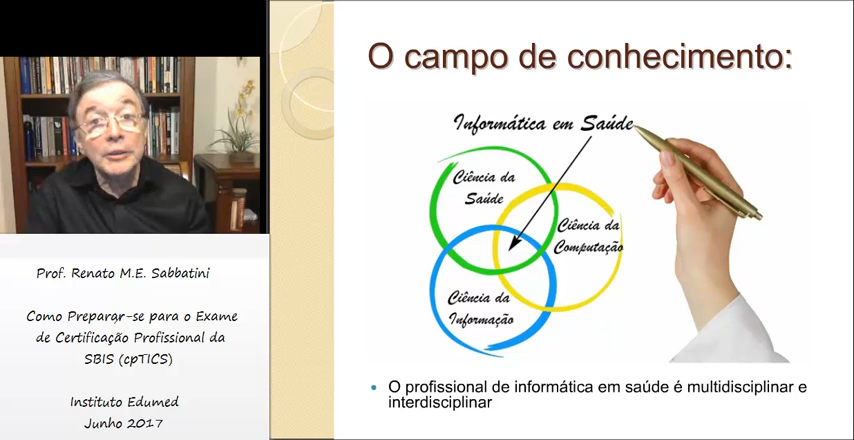 O campo de conhecimento:
Informática em Saúde
Ciência da
Saúde
Ciência da
Computação
Ciência da
Informação
O profissional de informática em saúde é multidisciplinar e
interdisciplinar
Prof. Renato M.E. Sabbatini
Como Preparar-se para o Exame
de Certificação Profissional da
SBIS (cpTICS)
Instituto Edumed
Junho 2017